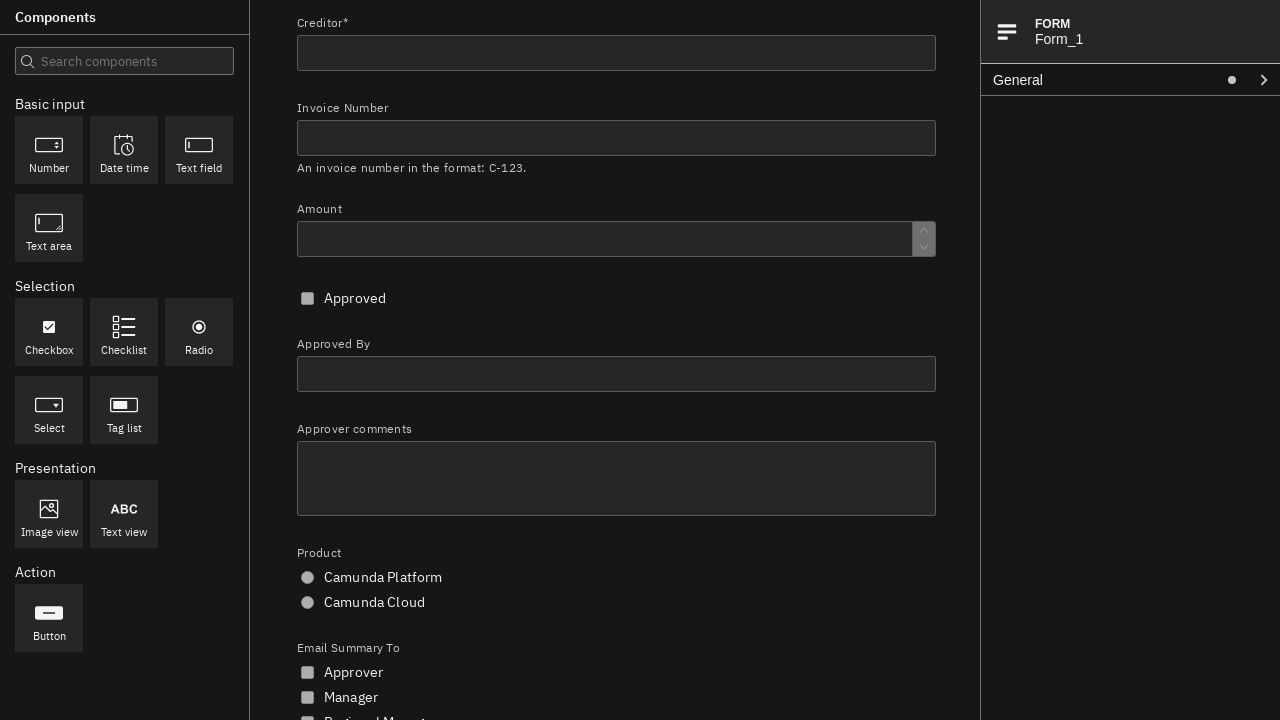 Components
Search components
Basic input
Number
Date time
Text field
Text area
Selection
Checkbox
Checklist
Radio
Select
Tag list
Presentation
Image view
ABC
Text view
Action
Button
Creditor*
Invoice Number
An invoice number in the format: C-123.
Amount
Approved
Approved By
Approver comments
Product
Camunda Platform
Camunda Cloud
Email Summary To
Approver
Manager
FORM
Form_1
General